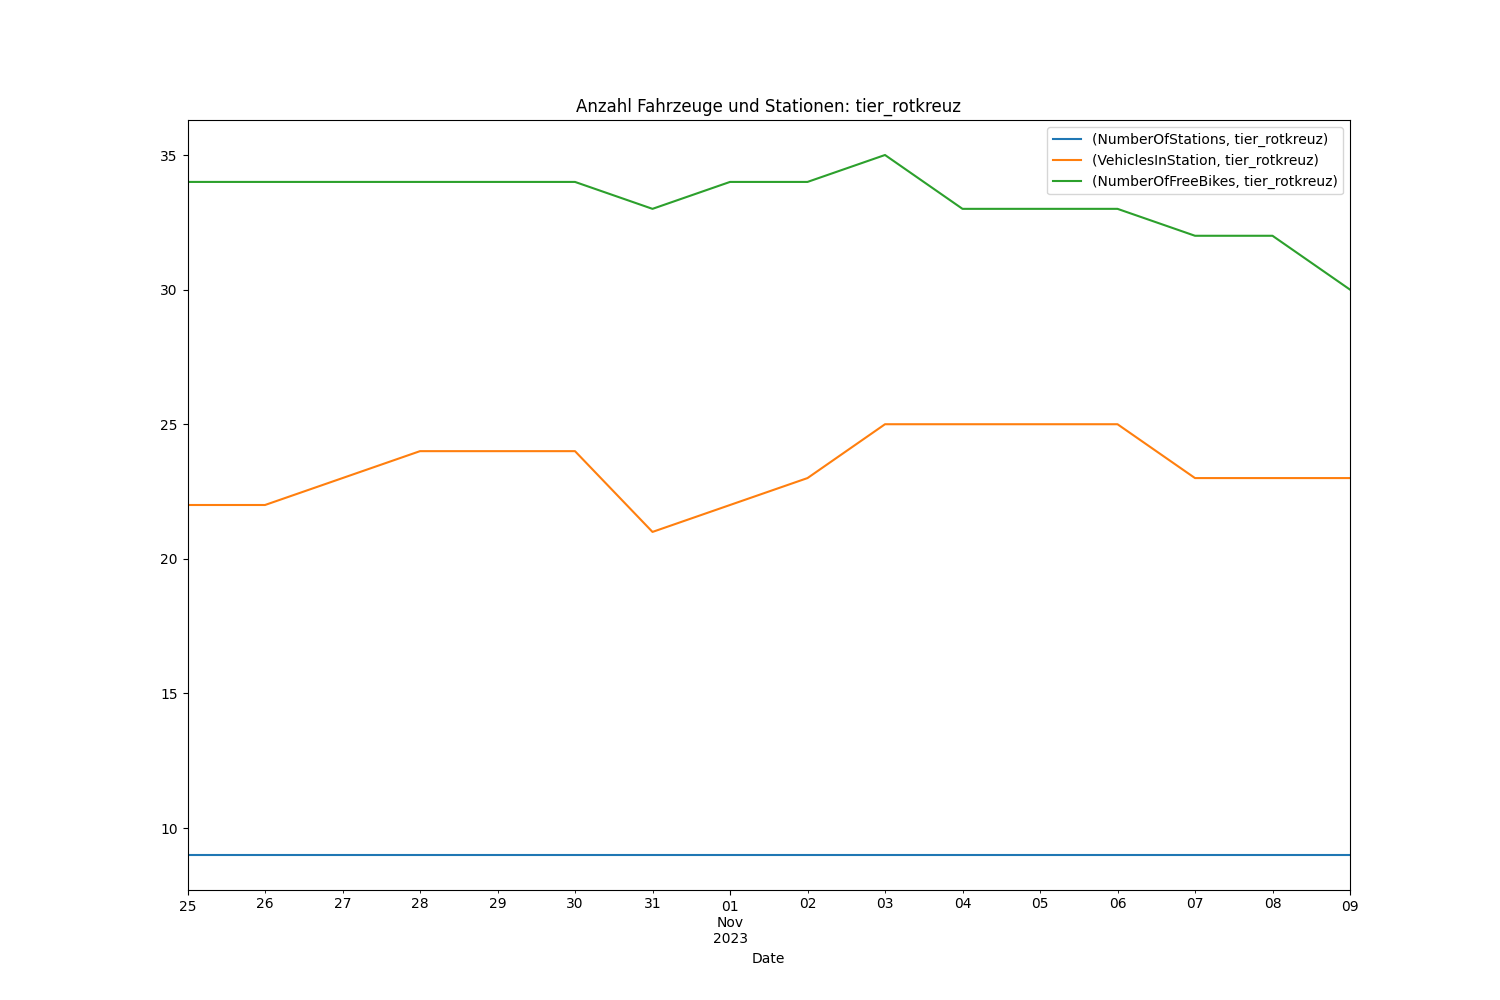 Anzahl Fahrzeuge und Stationen: tier_rotkreuz
(NumberOfStations, tier_rotkreuz)
(VehiclesInStation, tier_rotkreuz)
(NumberOfFreeBikes, tier_rotkreuz)
35
30
25
20
15
10
25 26 27 28 29 30 31 01 02 03 04 05 06 07 08 09
Nov
2023
Date